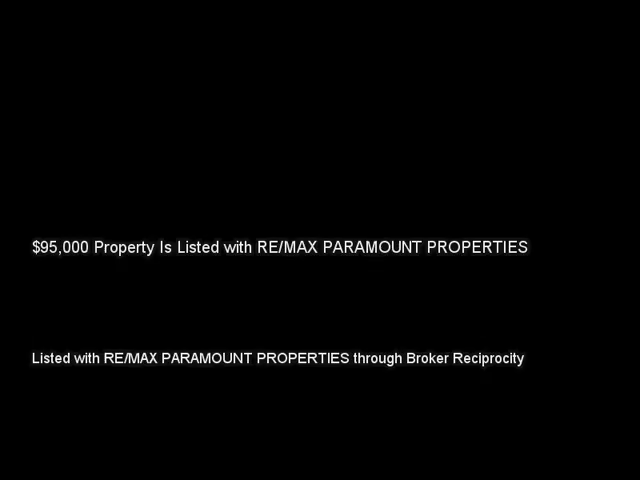 $95,000 Property Is Listed with RE/MAX PARAMOUNT PROPERTIES
Listed with RE/MAX PARAMOUNT PROPERTIES through Broker Reciprocity